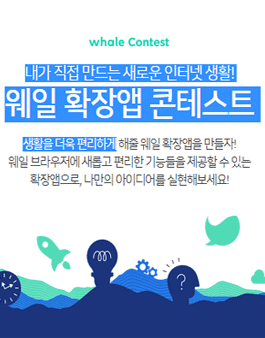 whale Contest
내가 직접 만드는 새로운 인터넷 생활!
웨일 확장앱 콘테스트
생활을 더욱 편리하게 해줄 웨일 확장앱을 만들자!
웨일 브라우저에 새롭고 편리한 기능들을 제공할 수 있는
확장앱으로, 나만의 아이디어를 실현해보세요!
?